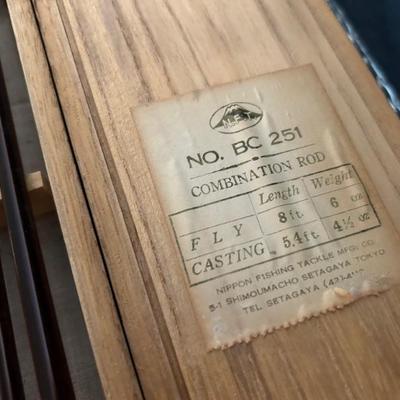 NO. BC 251
COMBINATION ROD
Length Weight
FLY 8 ft 6 oz
CASTING 5.4 ft. 4½ oz
NIPPON FISHING TACKLE MFG. CO.
5-1 SHIMOUMACHO SETAGAYA TOKYO
TEL. SETAGAYA